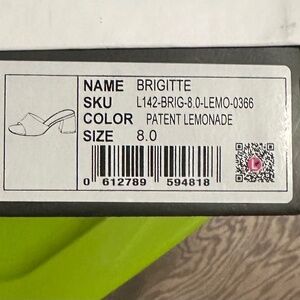 NAME BRIGITTE
SKU L142-BRIG-8.0-LEMO-0366
COLOR PATENT LEMONADE
SIZE 8.0
0 612789 594818